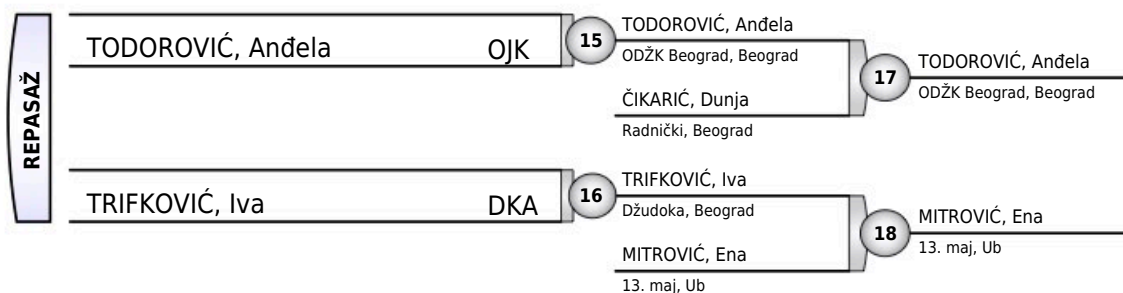 REPASAŽ
TODOROVIĆ, Anđela OJK
15
TODOROVIĆ, Anđela
ODŽK Beograd, Beograd
ČIKARIĆ, Dunja
Radnički, Beograd
17
TODOROVIĆ, Anđela
ODŽK Beograd, Beograd
TRIFKOVIĆ, Iva DKA
16
TRIFKOVIĆ, Iva
Džudoka, Beograd
MITROVIĆ, Ena
13. maj, Ub
18
MITROVIĆ, Ena
13. maj, Ub